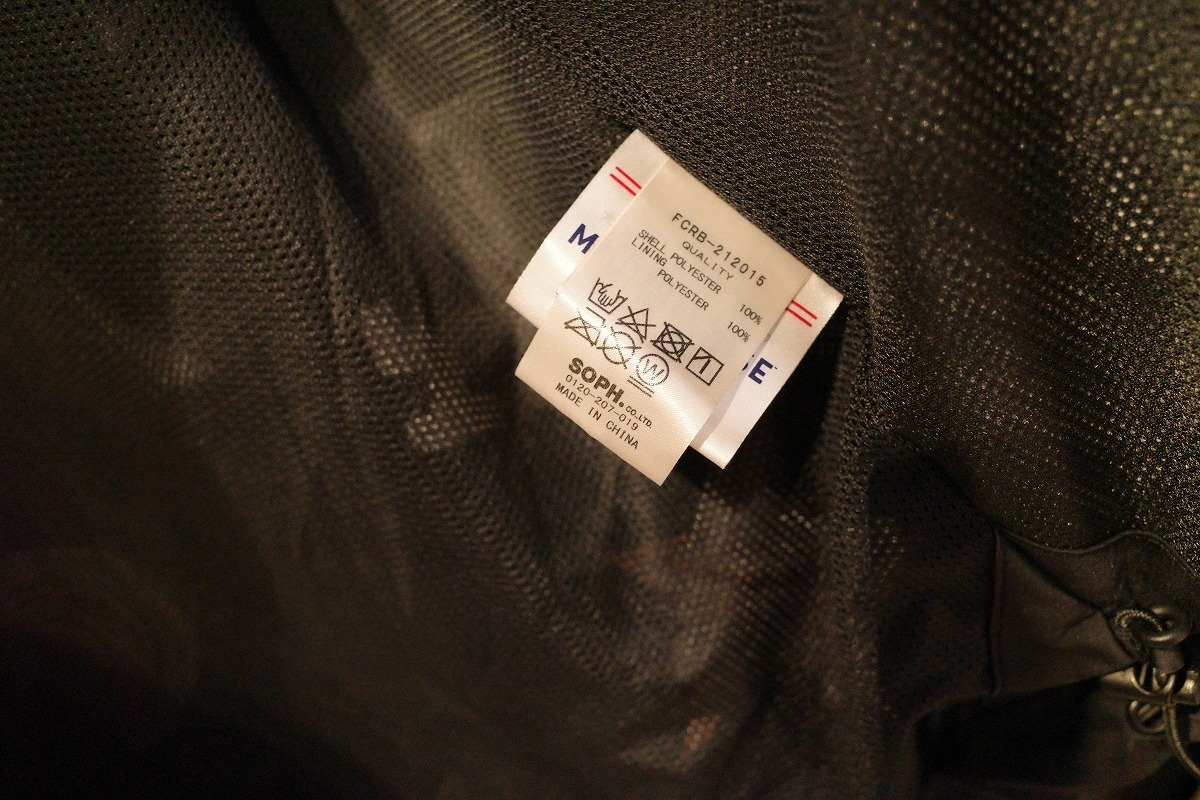 FCRB-212015
QUALITY
SHELL POLYESTER 100%
LINING POLYESTER 100%
W
SOPH.CO.,LTD.
0120-207-019
MADE IN CHINA
M
E